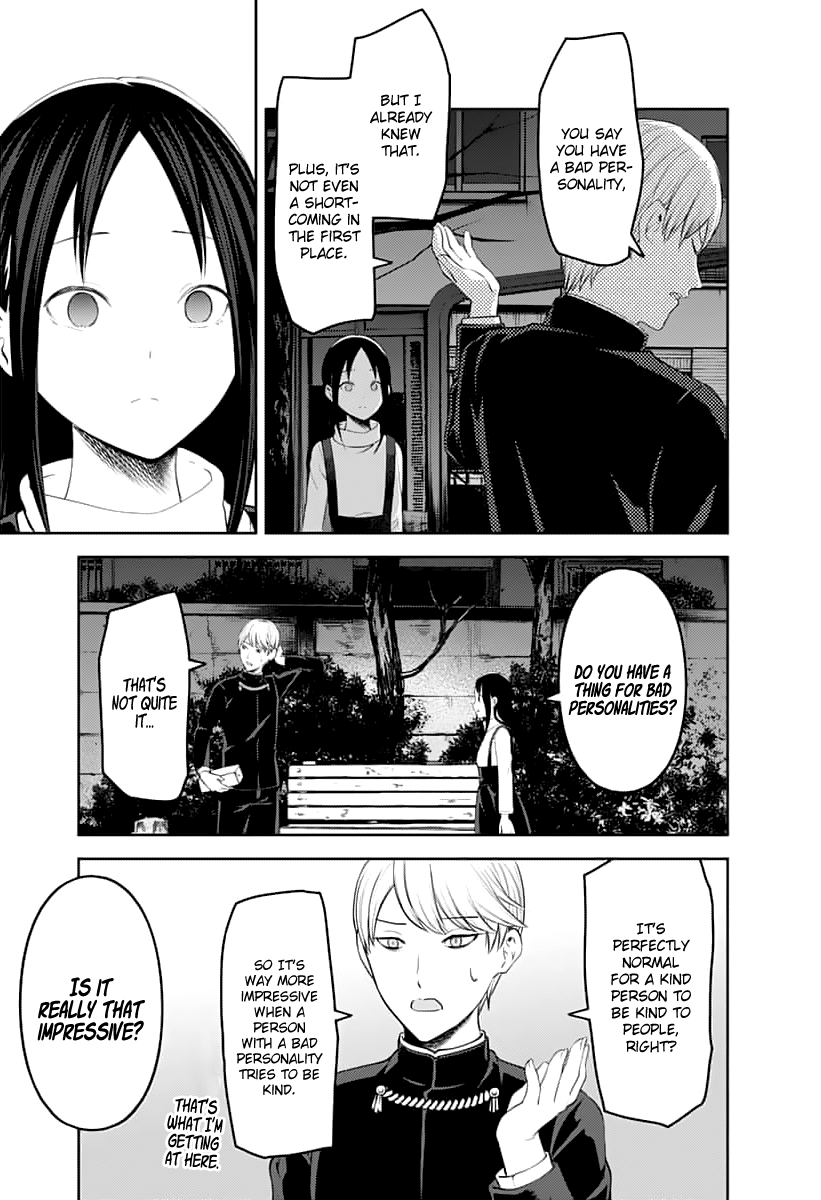 YOU SAY
YOU HAVE
A BAD PER-
SONALITY,
BUT I
ALREADY
KNEW
THAT.
PLUS, IT'S
NOT EVEN
A SHORT-
COMING IN
THE FIRST
PLACE.
DO YOU HAVE A
THING FOR BAD
PERSONALITIES?
THAT'S
NOT QUITE
IT...
IT'S
PERFECTLY
NORMAL
FOR A KIND
PERSON TO
BE KIND TO
PEOPLE,
RIGHT?
SO IT'S
WAY MORE
IMPRESSIVE
WHEN A
PERSON
WITH A BAD
PERSONALITY
TRIES TO BE
KIND.
THAT'S
WHAT I'M
GETTING
AT HERE.
IS IT
REALLY THAT
IMPRESSIVE?